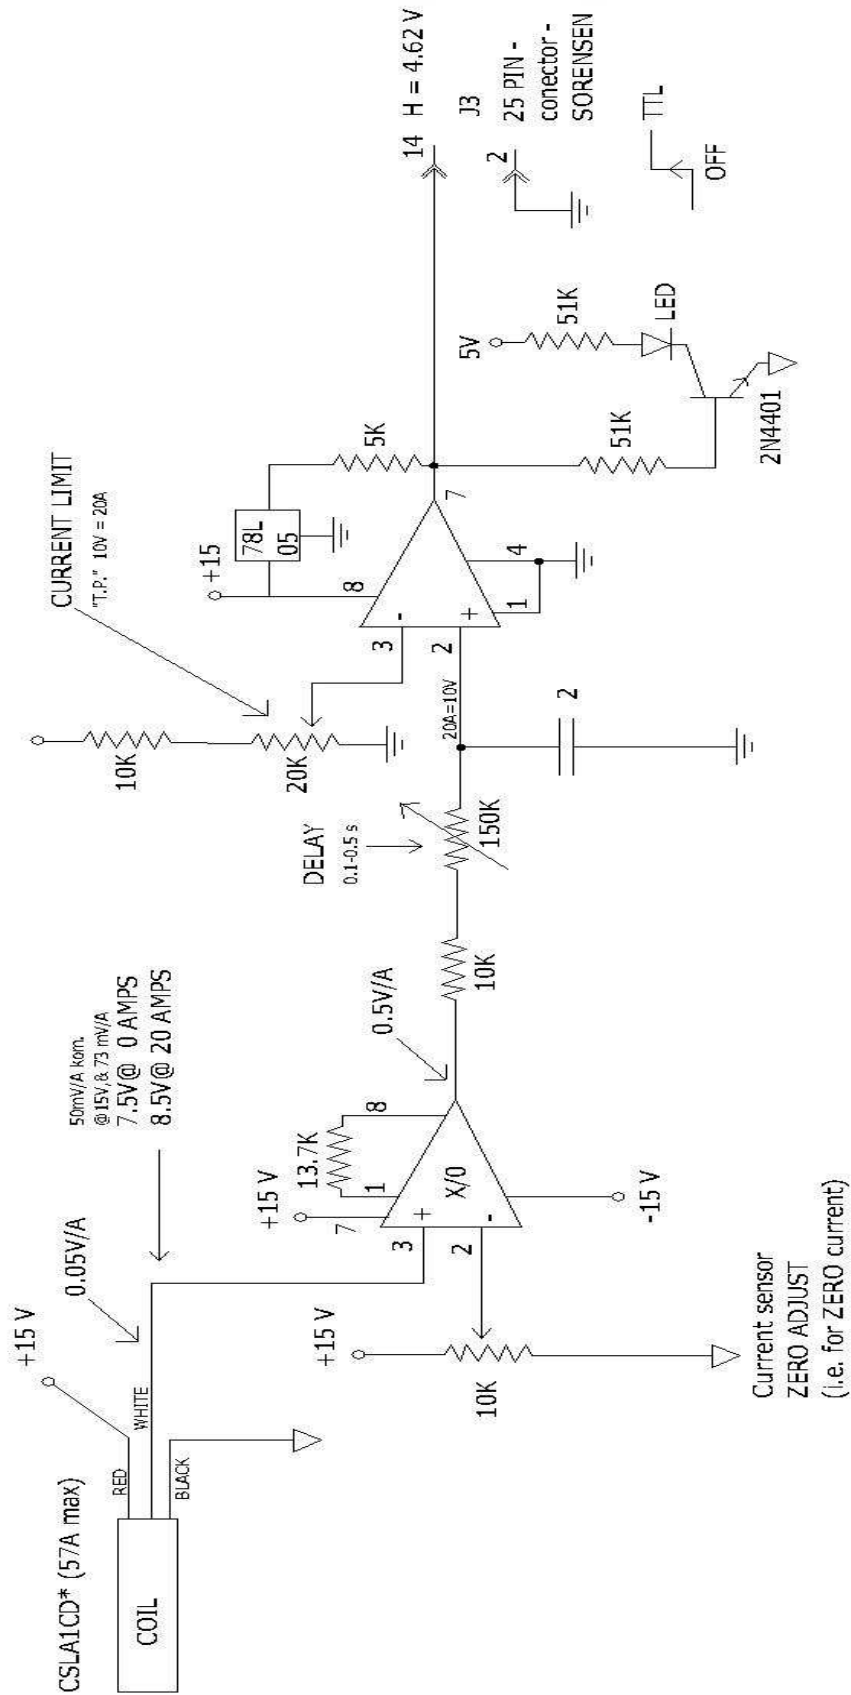 CSLA1CD* (57A max)
COIL
RED
WHITE
BLACK
+15 V
0.05V/A
50mV/A kom.
@15V,& 73 mV/A
7.5V@ 0 AMPS
8.5V@ 20 AMPS
+15 V
10K
Current sensor
ZERO ADJUST
(i.e. for ZERO current)
+15 V
7
3
2
+
-
X/0
1
8
13.7K
-15 V
0.5V/A
10K
DELAY
0.1-0.5 s
150K
10K
20K
CURRENT LIMIT
"T.P." 10V = 20A
20A=10V
2
+15
78L
05
3
2
-
+
8
1
4
7
5K
51K
5V
51K
LED
2N4401
14 H = 4.62 V
J3
2
25 PIN -
conector -
SORENSEN
TTL
OFF